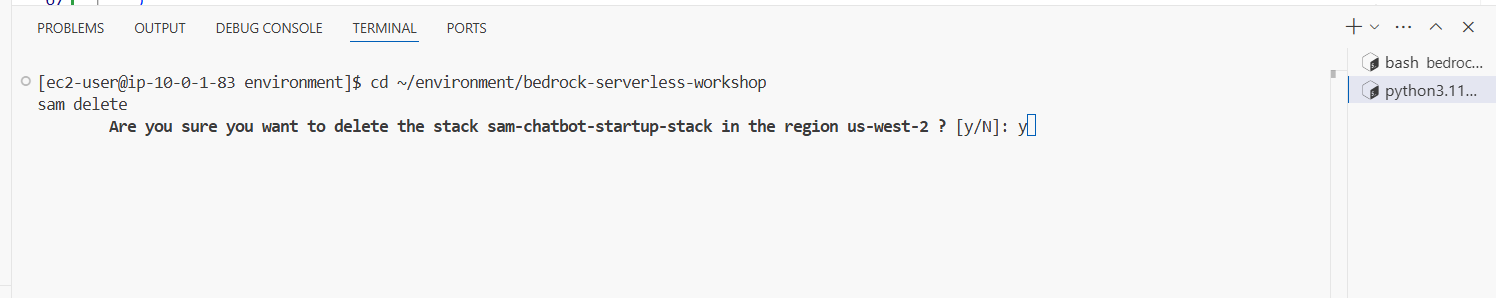 PROBLEMS OUTPUT DEBUG CONSOLE TERMINAL PORTS
[ec2-user@ip-10-0-1-83 environment]$ cd ~/environment/bedrock-serverless-workshop
sam delete
Are you sure you want to delete the stack sam-chatbot-startup-stack in the region us-west-2 ? [y/N]: y
bash bedroc...
python3.11...